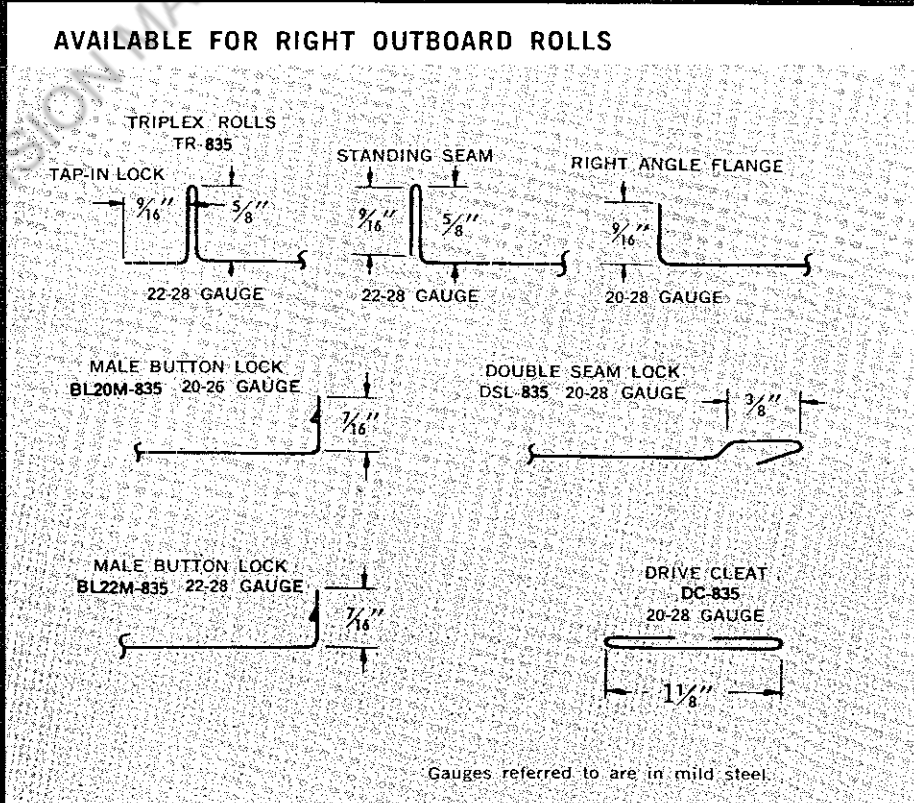 AVAILABLE FOR RIGHT OUTBOARD ROLLS
TRIPLEX ROLLS
TR-835
TAP-IN LOCK
9/16"
5/8"
22-28 GAUGE
STANDING SEAM
9/16"
5/8"
22-28 GAUGE
RIGHT ANGLE FLANGE
9/16"
20-28 GAUGE
MALE BUTTON LOCK
BL20M-835 20-26 GAUGE
7/16"
DOUBLE SEAM LOCK
DSL-835 20-28 GAUGE
3/8"
MALE BUTTON LOCK
BL22M-835 22-28 GAUGE
7/16"
DRIVE CLEAT
DC-835
20-28 GAUGE
1 1/8"
Gauges referred to are in mild steel.